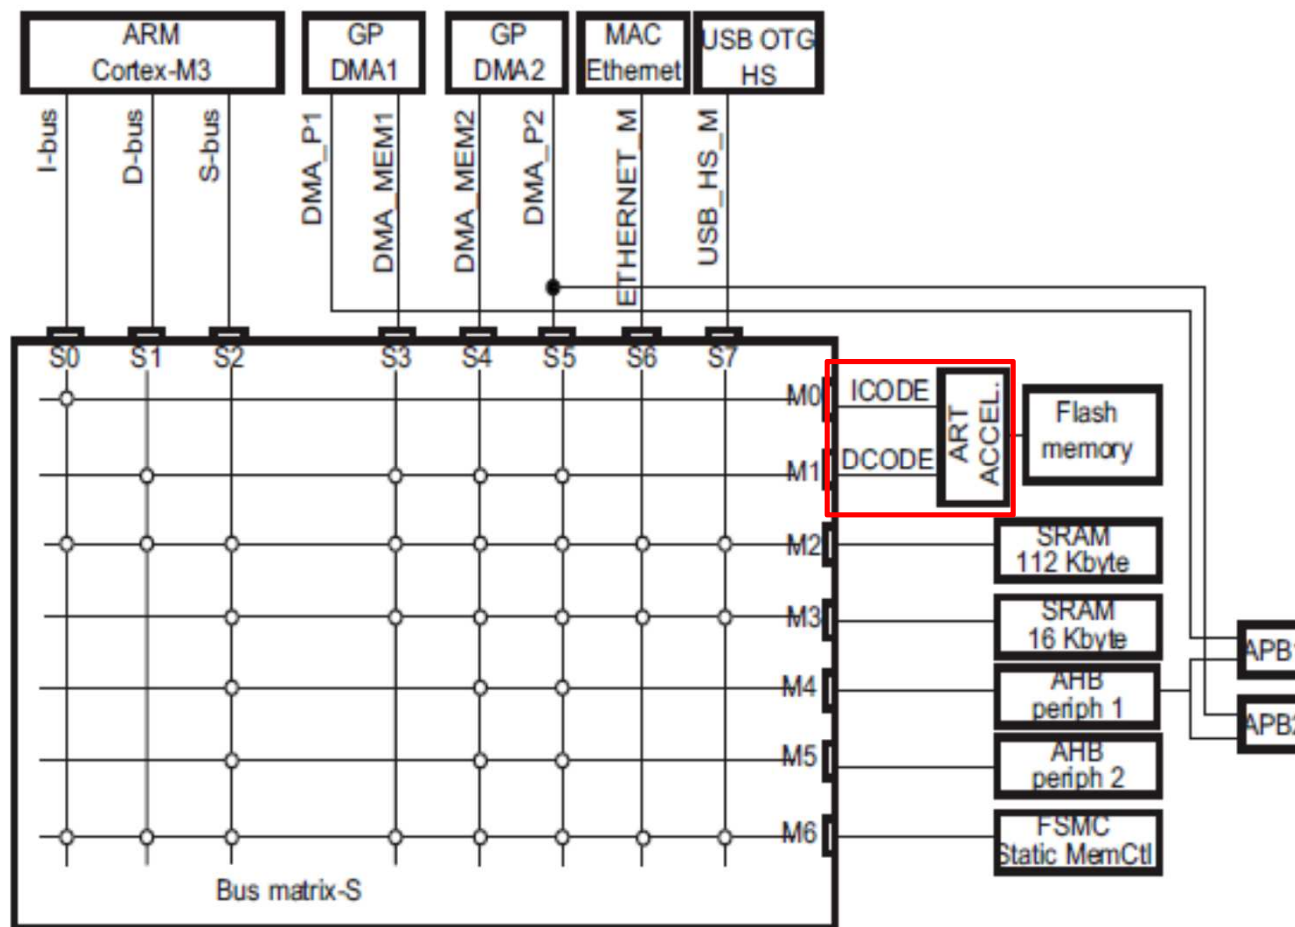 ARM
Cortex-M3
GP
DMA1
GP
DMA2
MAC
Ethernet
USB OTG
HS
I-bus
D-bus
S-bus
DMA_P1
DMA_MEM1
DMA_MEM2
DMA_P2
ETHERNET_M
USB_HS_M
S0 S1 S2 S3 S4 S5 S6 S7
M0 ICODE
M1 DCODE
ART
ACCEL.
Flash
memory
M2
SRAM
112 Kbyte
M3
SRAM
16 Kbyte
M4
AHB
periph 1
APB1
APB2
M5
AHB
periph 2
M6
FSMC
Static MemCtl
Bus matrix-S